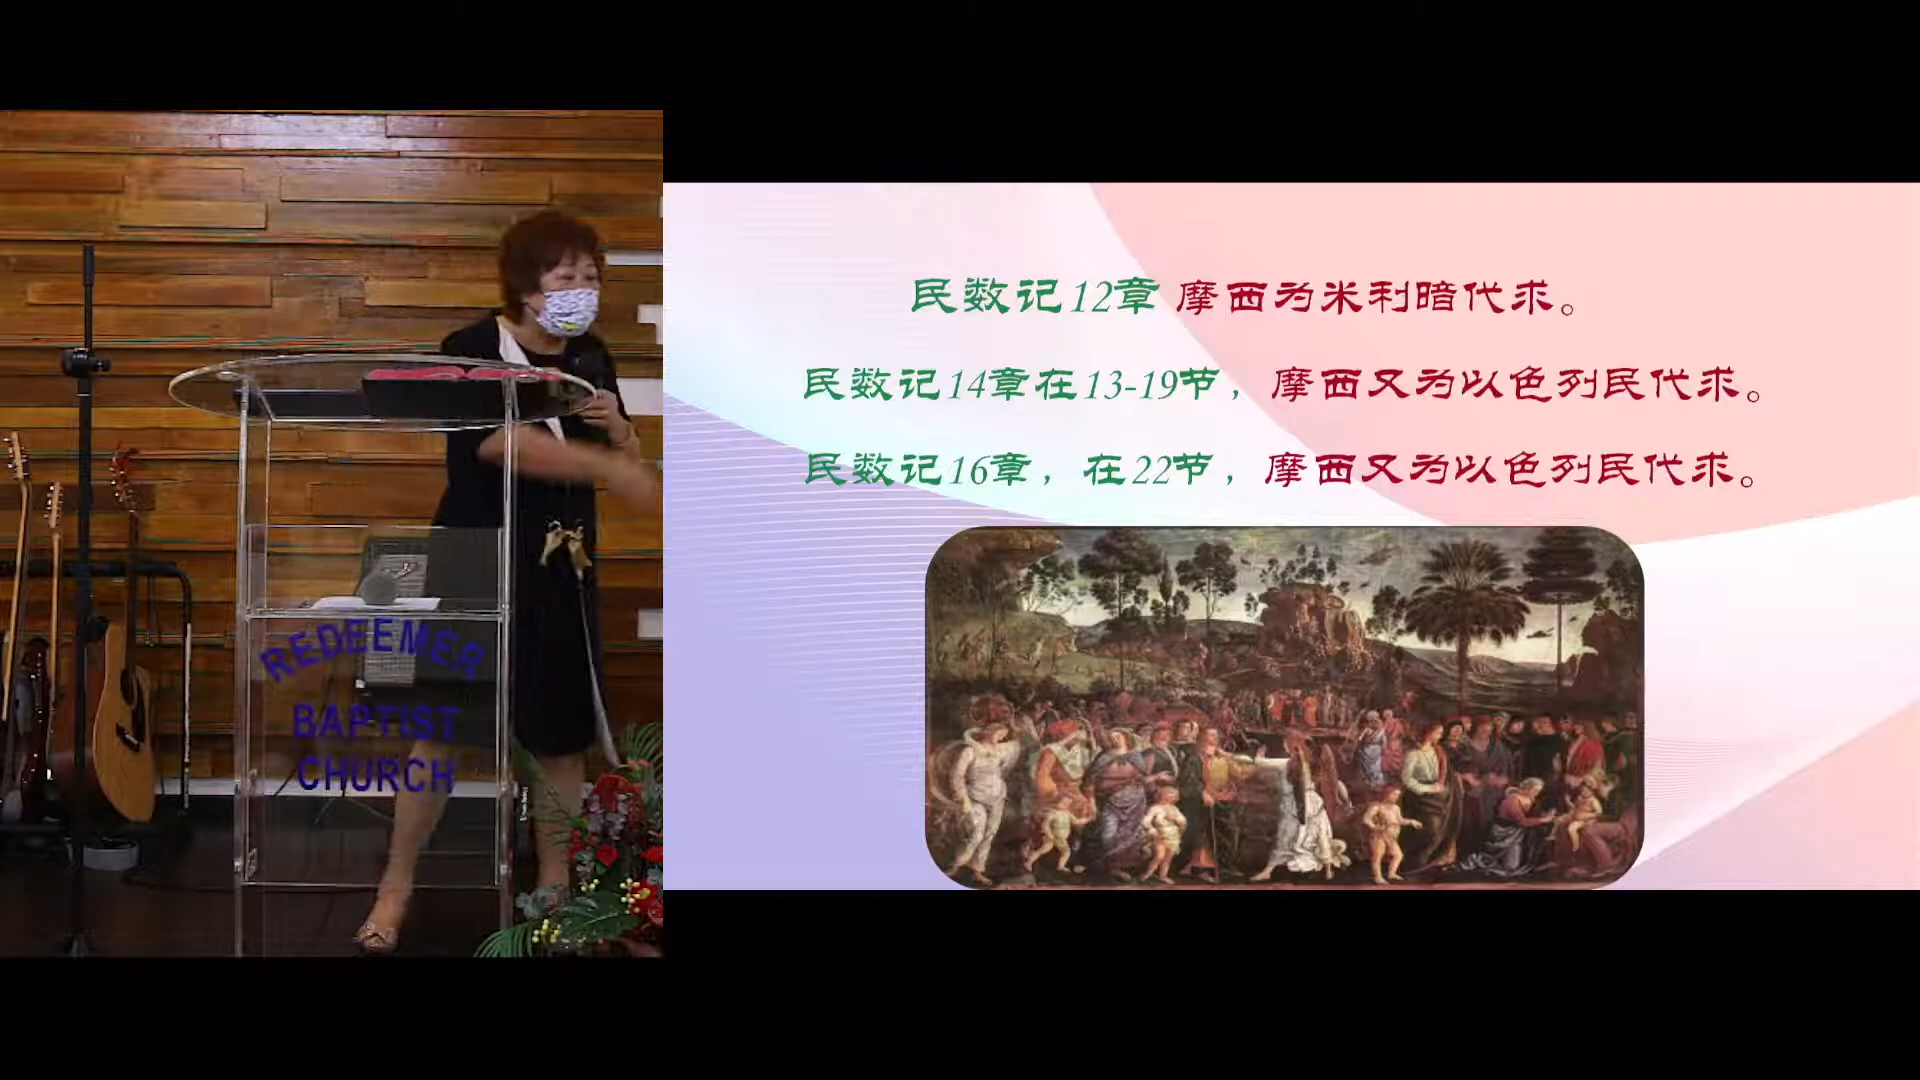 REDEEMER
BAPTIST
CHURCH
民数记12章 摩西为米利暗代求。
民数记14章在13-19节，摩西又为以色列民代求。
民数记16章，在22节，摩西又为以色列民代求。